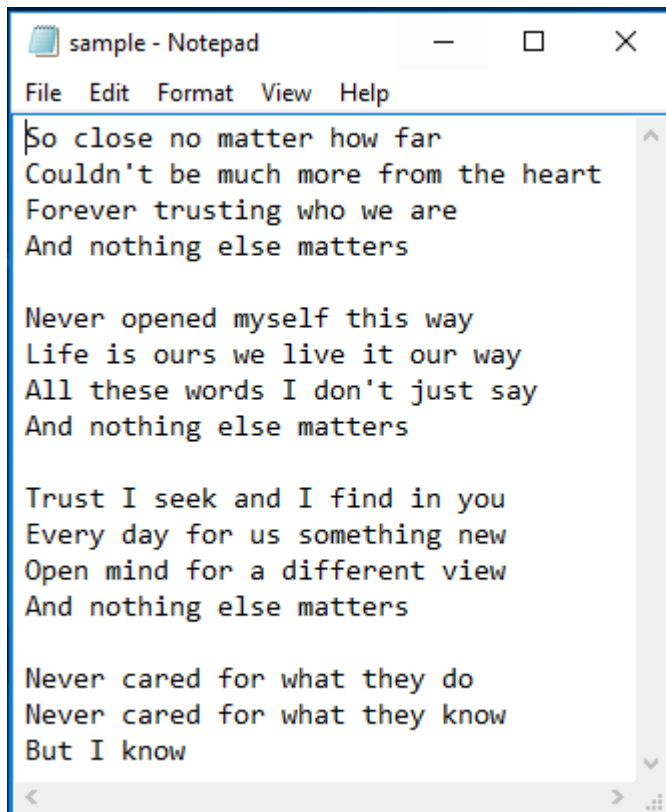 sample - Notepad
File Edit Format View Help
So close no matter how far
Couldn't be much more from the heart
Forever trusting who we are
And nothing else matters

Never opened myself this way
Life is ours we live it our way
All these words I don't just say
And nothing else matters

Trust I seek and I find in you
Every day for us something new
Open mind for a different view
And nothing else matters

Never cared for what they do
Never cared for what they know
But I know